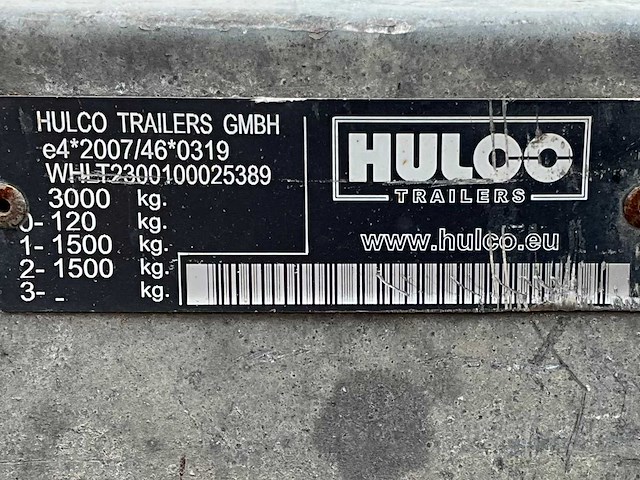 HULCO TRAILERS GMBH
e4*2007/46*0319
WHLT2300100025389
3000 kg.
0- 120 kg.
1- 1500 kg.
2- 1500 kg.
3- - kg.
HULCO
TRAILERS
www.hulco.eu